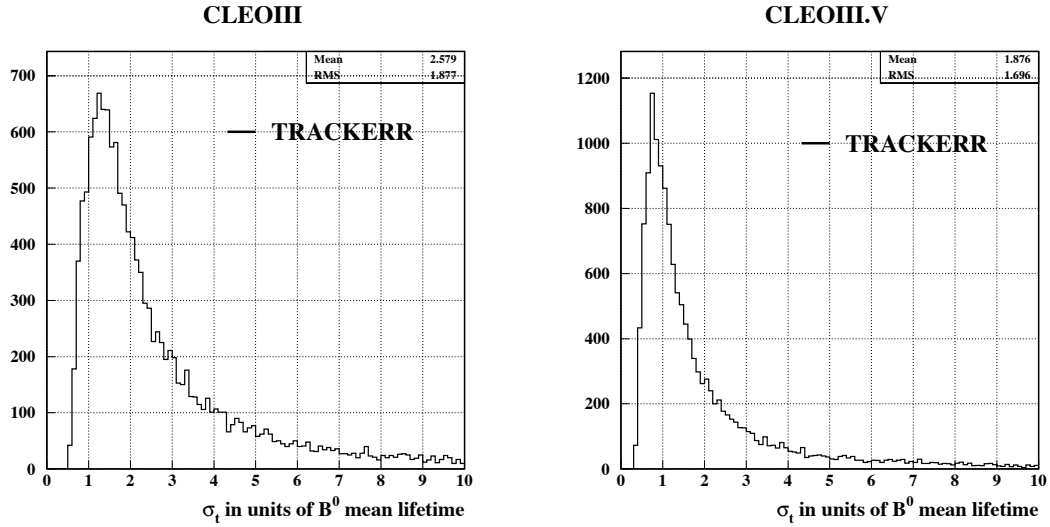 CLEOIII
Mean 2.579
RMS 1.877
TRACKERR
700
600
500
400
300
200
100
0
0 1 2 3 4 5 6 7 8 9 10
σt in units of B0 mean lifetime
CLEOIII.V
Mean 1.876
RMS 1.696
TRACKERR
1200
1000
800
600
400
200
0
0 1 2 3 4 5 6 7 8 9 10
σt in units of B0 mean lifetime